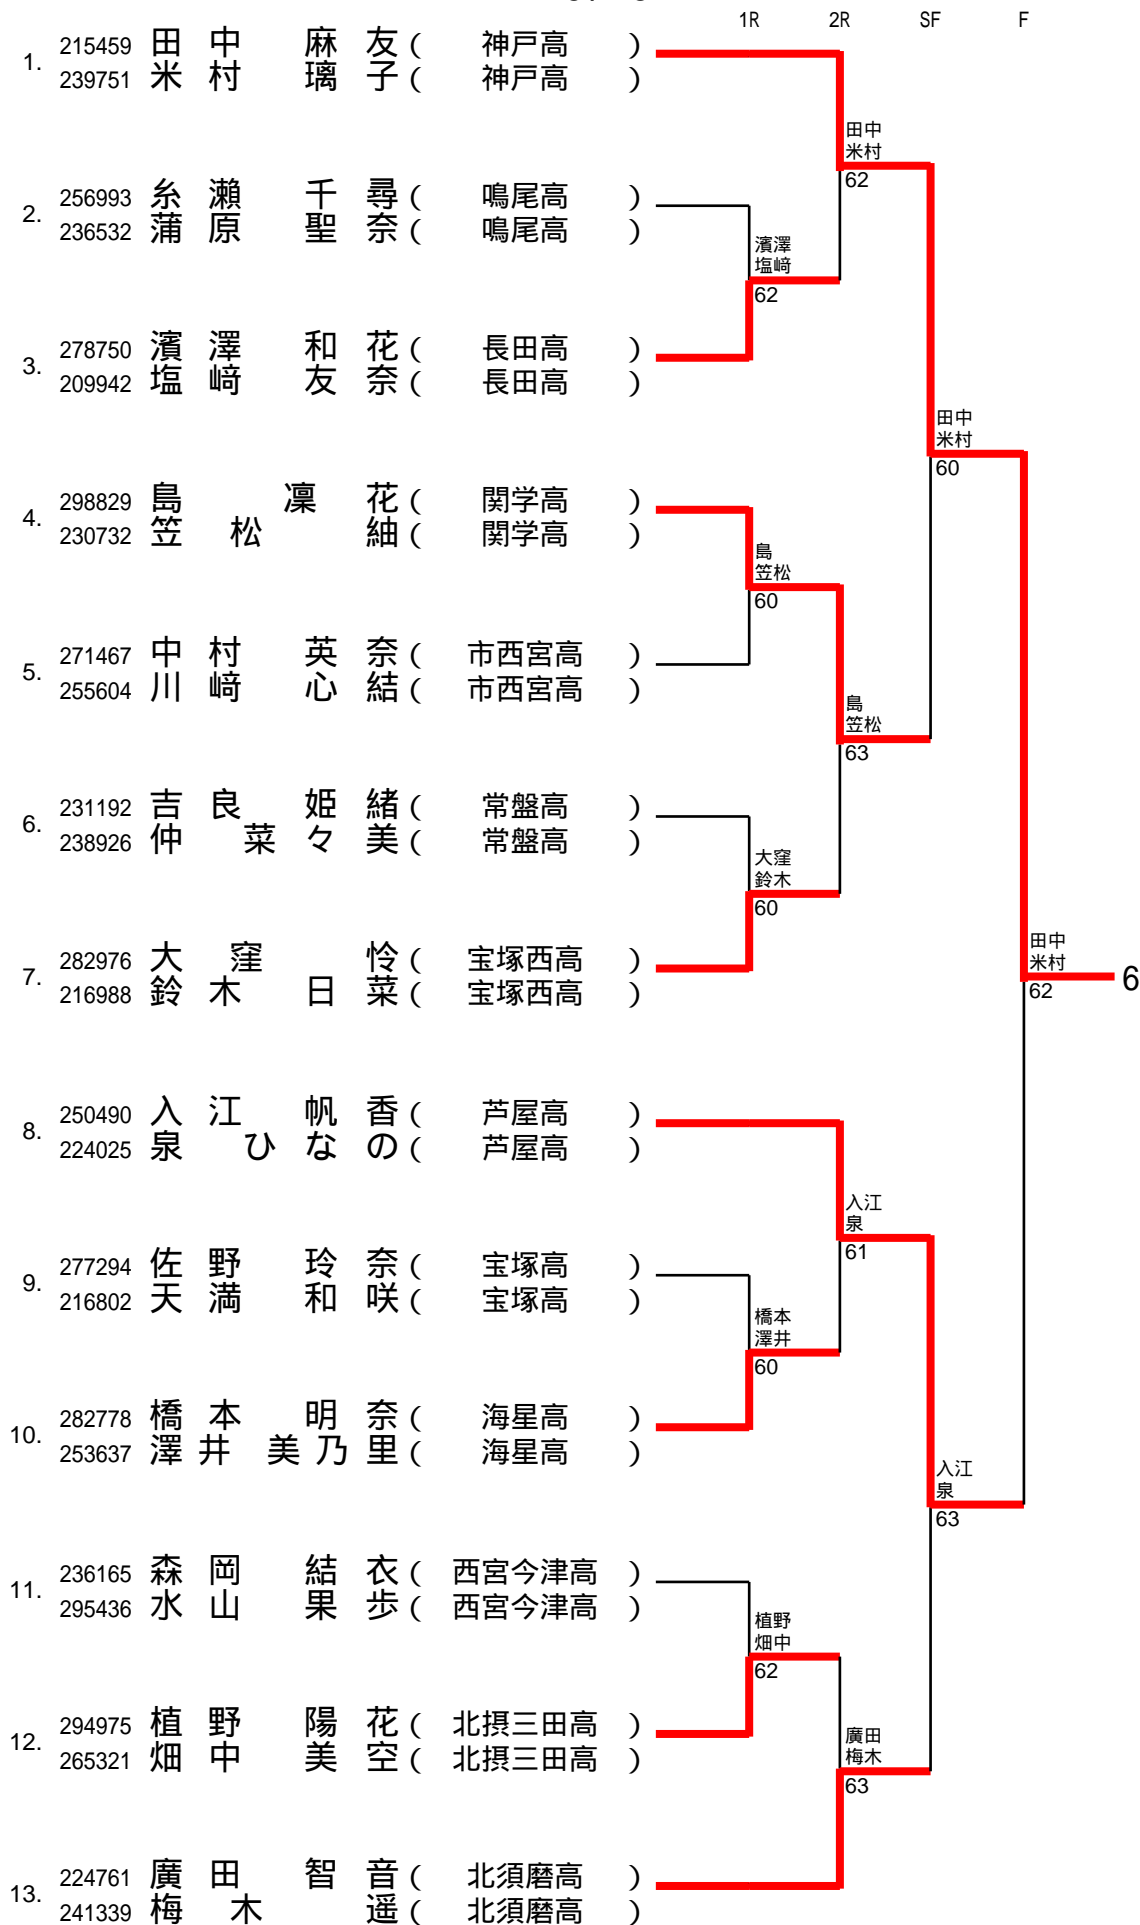 1R 2R SF F
1. 215459 田中 麻友 ( 神戸高 )
239751 米村 璃子 ( 神戸高 )
田中
米村
62
2. 256993 糸瀬 千尋 ( 鳴尾高 )
236532 蒲原 聖奈 ( 鳴尾高 )
濱澤
塩﨑
62
3. 278750 濱澤 和花 ( 長田高 )
209942 塩﨑 友奈 ( 長田高 )
田中
米村
60
4. 298829 島 凜花 ( 関学高 )
230732 笠松 紬 ( 関学高 )
島
笠松
60
5. 271467 中村 英奈 ( 市西宮高 )
255604 川﨑 心結 ( 市西宮高 )
島
笠松
63
6. 231192 吉良 姫緒 ( 常盤高 )
238926 仲 菜々美 ( 常盤高 )
大窪
鈴木
60
7. 282976 大窪 怜 ( 宝塚西高 )
216988 鈴木 日菜 ( 宝塚西高 )
田中
米村
62
6
8. 250490 入江 帆香 ( 芦屋高 )
224025 泉 ひなの ( 芦屋高 )
入江
泉
61
9. 277294 佐野 玲奈 ( 宝塚高 )
216802 天満 和咲 ( 宝塚高 )
橋本
澤井
60
10. 282778 橋本 明奈 ( 海星高 )
253637 澤井 美乃里 ( 海星高 )
入江
泉
63
11. 236165 森岡 結衣 ( 西宮今津高 )
295436 水山 果歩 ( 西宮今津高 )
植野
畑中
62
12. 294975 植野 陽花 ( 北摂三田高 )
265321 畑中 美空 ( 北摂三田高 )
廣田
梅木
63
13. 224761 廣田 智音 ( 北須磨高 )
241339 梅木 遥 ( 北須磨高 )